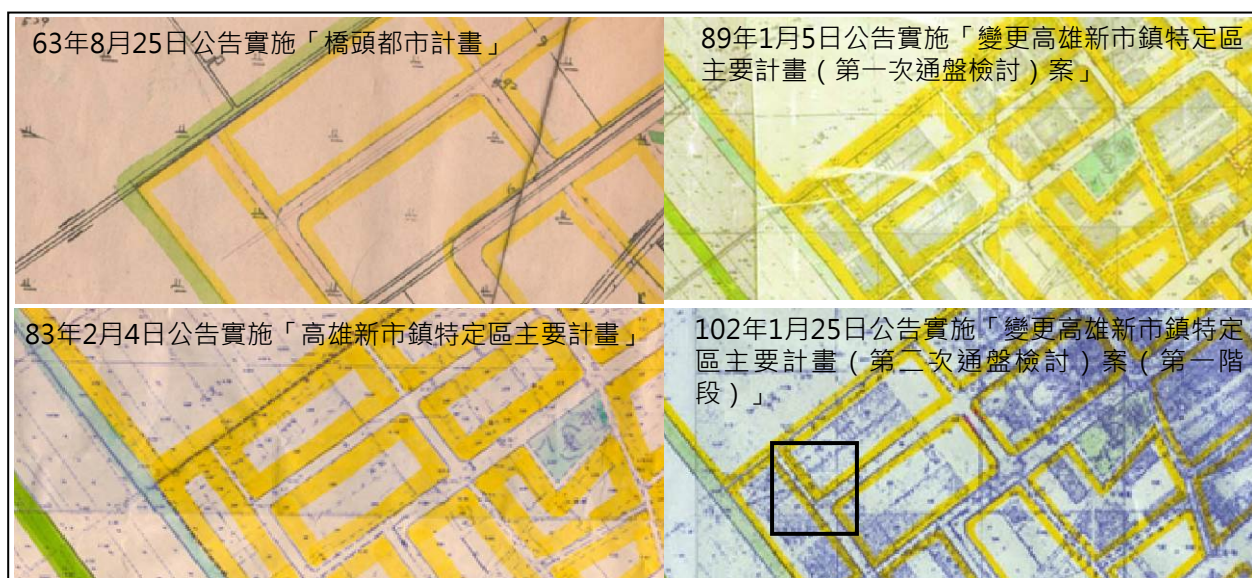 63年8月25日公告實施「橋頭都市計畫」
89年1月5日公告實施「變更高雄新市鎮特定區
主要計畫（第一次通盤檢討）案」
83年2月4日公告實施「高雄新市鎮特定區主要計畫」
102年1月25日公告實施「變更高雄新市鎮特定
區主要計畫（第二次通盤檢討）案（第一階
段）」